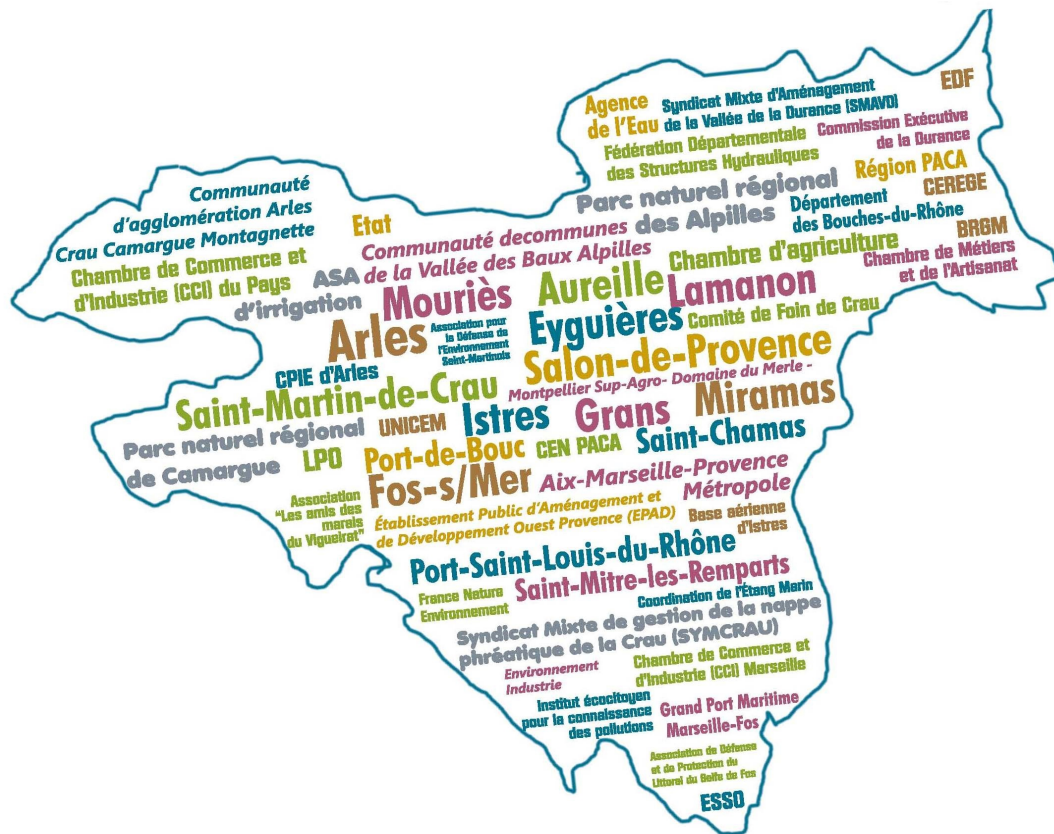 Agence
de l'Eau
Syndicat Mixte d'Aménagement
de la Vallée de la Durance (SMAVD)
EDF
Fédération Départementale
des Structures Hydrauliques
Commission Exécutive
de la Durance
Parc naturel régional
des Alpilles
Région PACA
Département
des Bouches-du-Rhône
CEREGE
BRGM
Communauté
d'agglomération Arles
Crau Camargue Montagnette
Etat
Communauté decommunes
de la Vallée des Baux Alpilles
Chambre de Commerce et
d'Industrie (CCI) du Pays
ASA
d'irrigation
Chambre d'agriculture
Chambre de Métiers
et de l'Artisanat
Mouriès
Aureille
Lamanon
Arles
Association pour
la Défense de
l'Environnement
Saint-Martinois
Eyguières
Comité de Foin de Crau
CPIE d'Arles
Salon-de-Provence
Saint-Martin-de-Crau
Montpellier Sup-Agro- Domaine du Merle -
Parc naturel régional
de Camargue
UNICEM
Istres
Grans
Miramas
LPO
Port-de-Bouc
CEN PACA
Saint-Chamas
Fos-s/Mer
Aix-Marseille-Provence
Métropole
Association
"Les amis des
marais
du Vigueirat"
Établissement Public d'Aménagement et
de Développement Ouest Provence (EPAD)
Base aérienne
d'Istres
Port-Saint-Louis-du-Rhône
Saint-Mitre-les-Remparts
France Natura
Environnement
Coordination de l'Étang Marin
Syndicat Mixte de gestion de la nappe
phréatique de la Crau (SYMCRAU)
Environnement
Industrie
Chambre de Commerce et
d'Industrie (CCI) Marseille
Institut écocitoyen
pour la connaissance
des pollutions
Grand Port Maritime
Marseille-Fos
Association de Défense
et de Protection du
Littoral du Golfe de Fos
ESSO